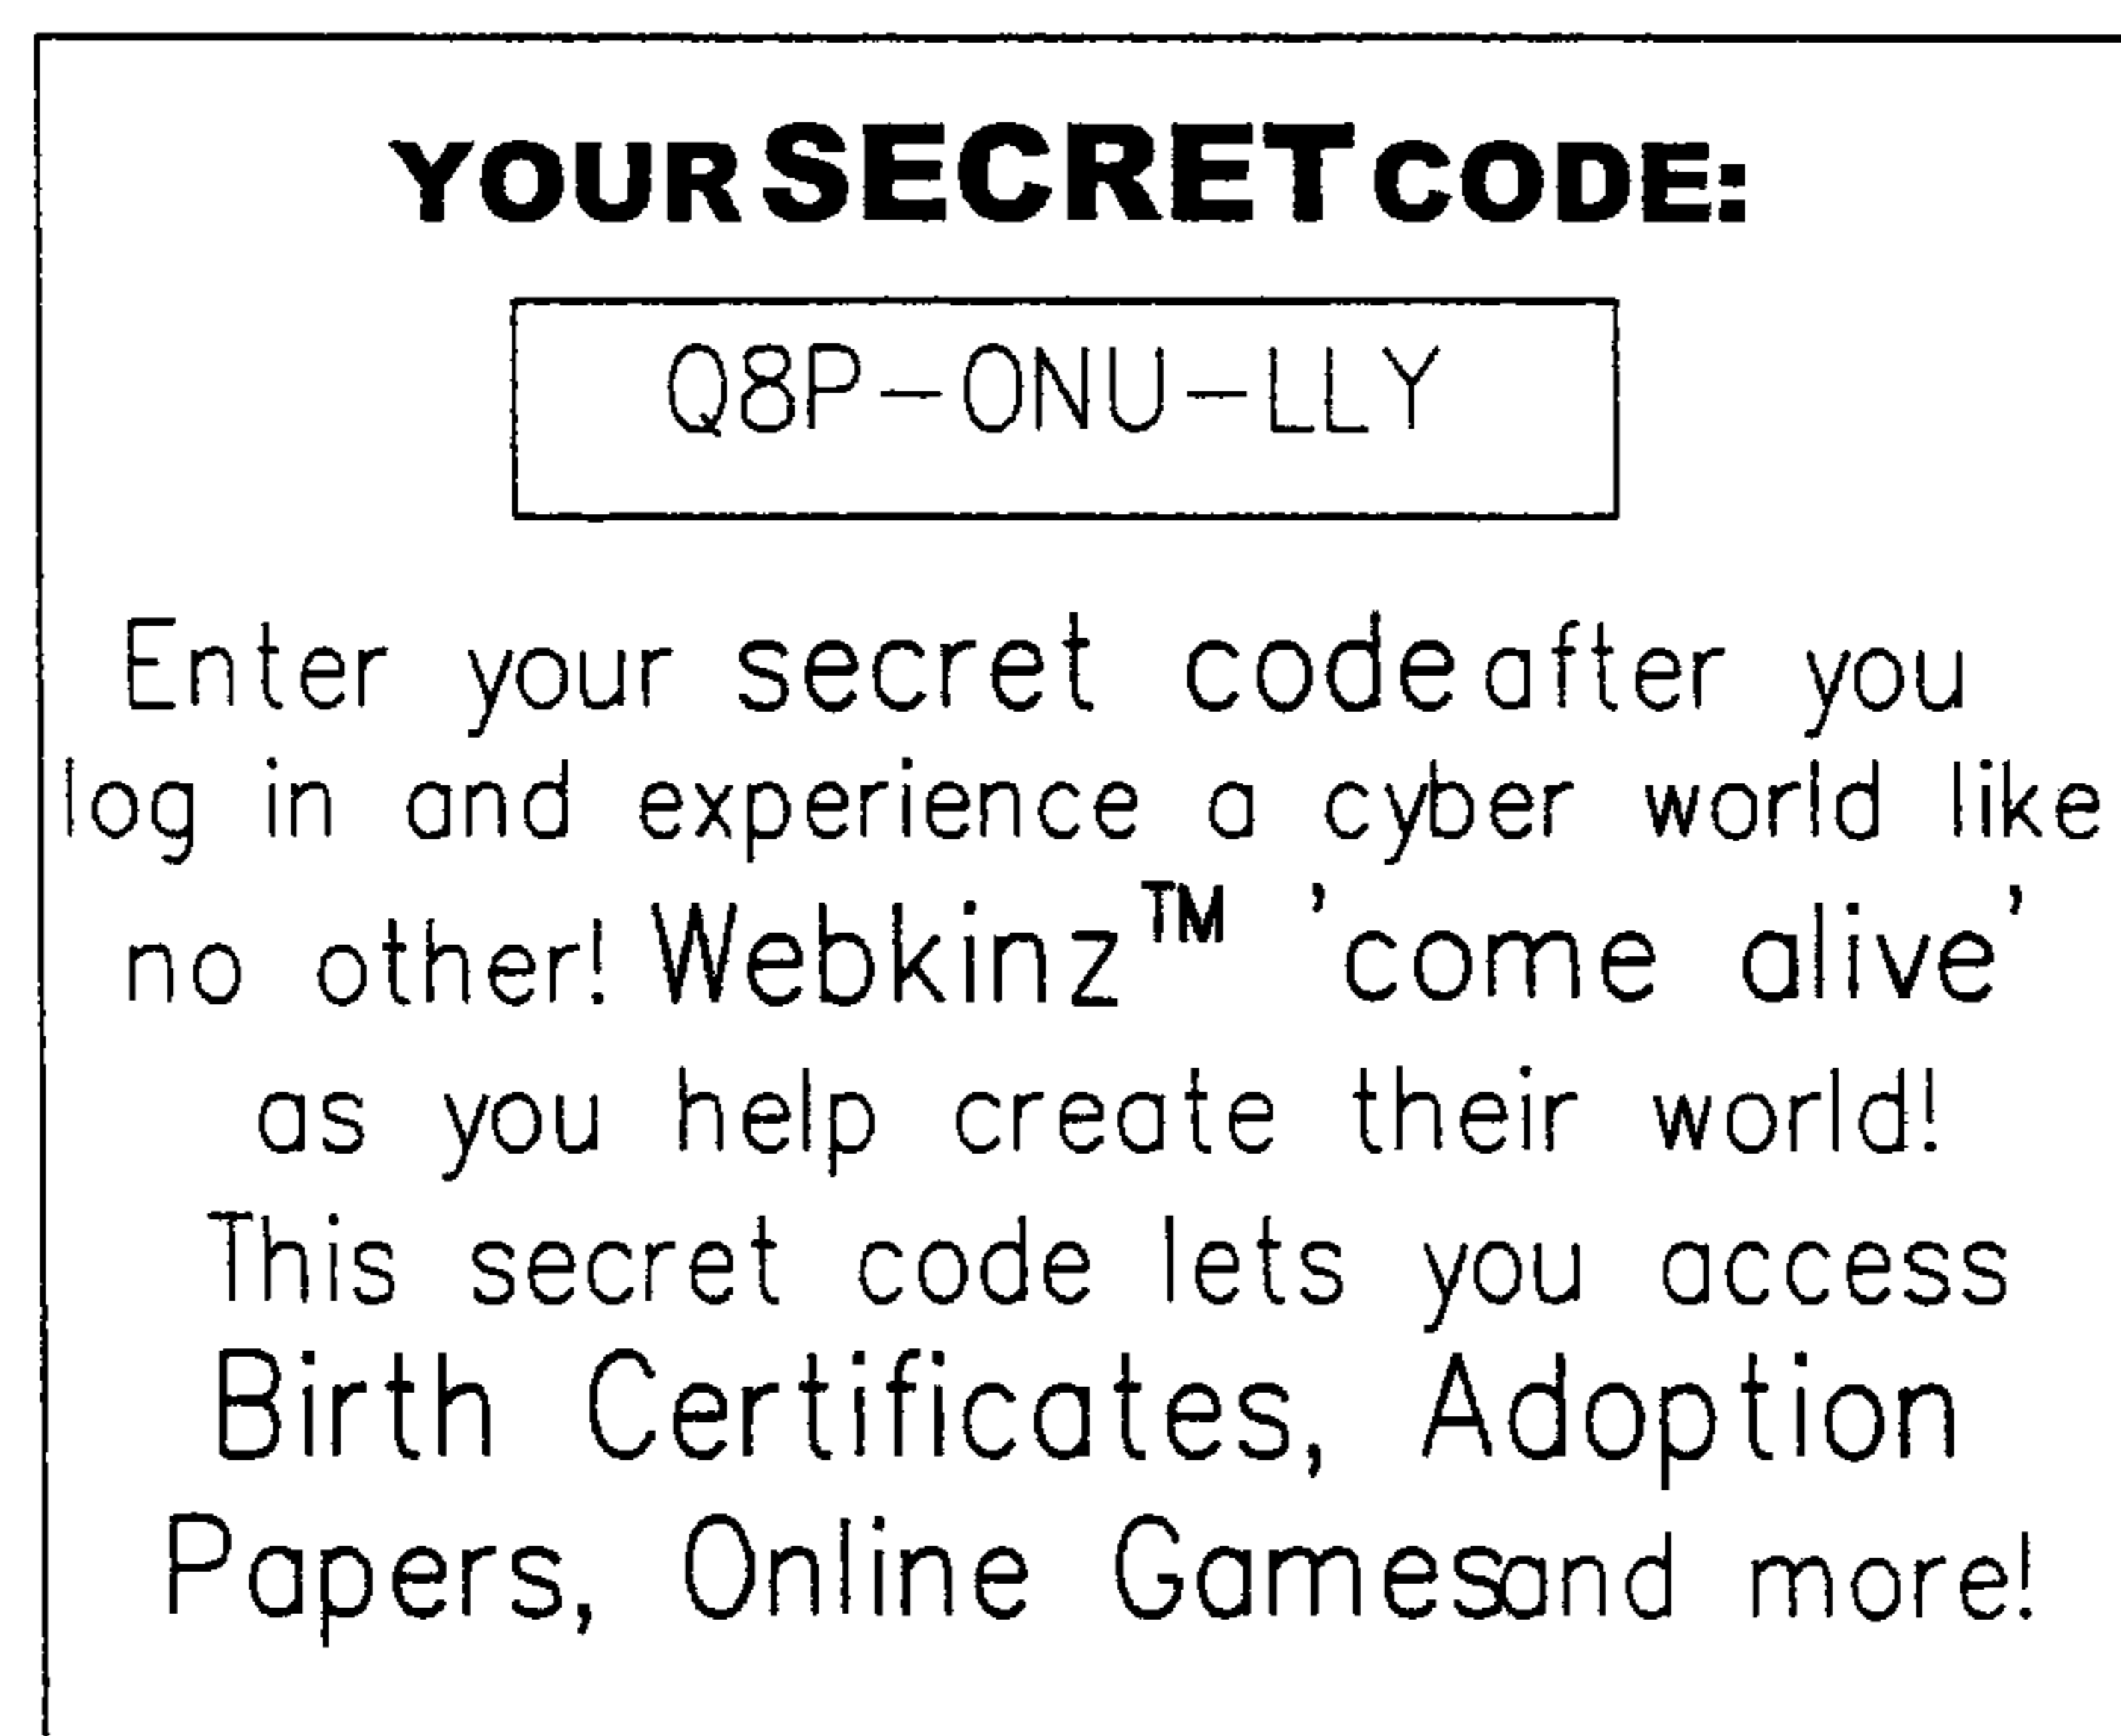 YOUR SECRET CODE:
Q8P-ONU-LLY
Enter your secret code after you
log in and experience a cyber world like
no other! Webkinz™ 'come alive'
as you help create their world!
This secret code lets you access
Birth Certificates, Adoption
Papers, Online Games and more!